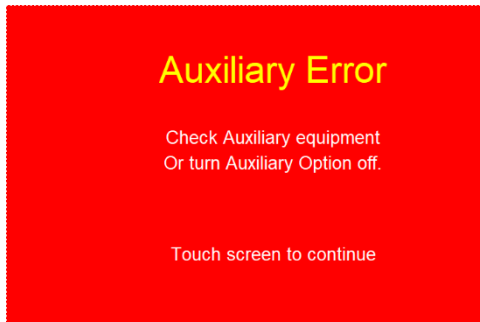 Auxiliary Error
Check Auxiliary equipment
Or turn Auxiliary Option off.
Touch screen to continue